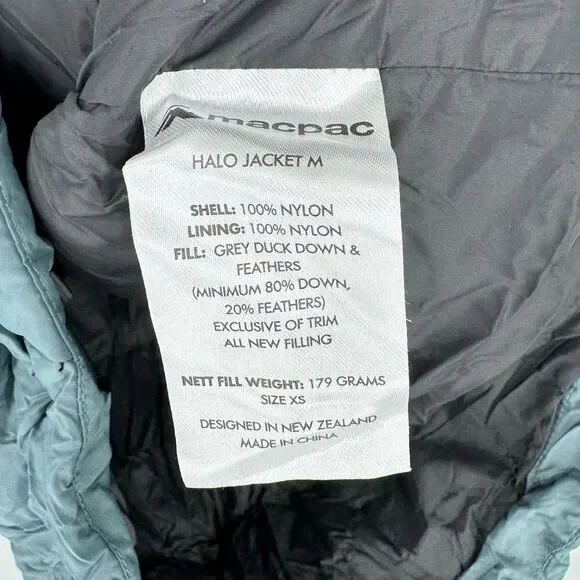 macpac
HALO JACKET M
SHELL: 100% NYLON
LINING: 100% NYLON
FILL: GREY DUCK DOWN &
FEATHERS
(MINIMUM 80% DOWN,
20% FEATHERS)
EXCLUSIVE OF TRIM
ALL NEW FILLING
NETT FILL WEIGHT: 179 GRAMS
SIZE XS
DESIGNED IN NEW ZEALAND
MADE IN CHINA